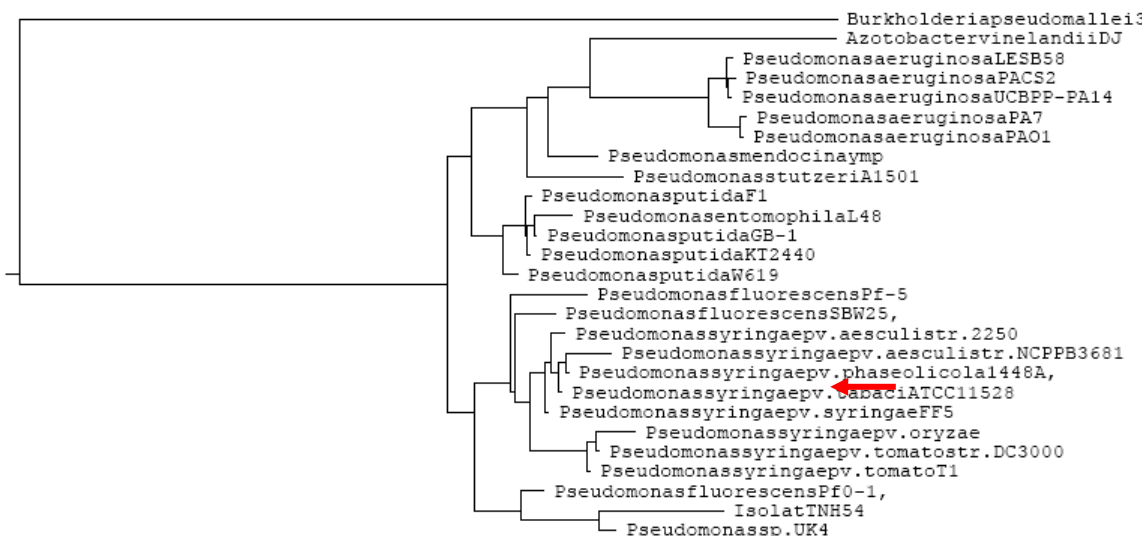 Burkholderiapseudomallei3
AzotobactervinelandiiDJ
PseudomonasaeruginosaLESB58
PseudomonasaeruginosaPACS2
PseudomonasaeruginosaUCBPP-PA14
PseudomonasaeruginosaPA7
PseudomonasaeruginosaPAO1
Pseudomonasmendocinaymp
PseudomonasstutzeriA1501
PseudomonasputidaF1
PseudomonasentomophilaL48
PseudomonasputidaGB-1
PseudomonasputidaKT2440
PseudomonasputidaW619
PseudomonasfluorescensPf-5
PseudomonasfluorescensSBW25,
Pseudomonassyringaepv.aesculistr.2250
Pseudomonassyringaepv.aesculistr.NCPPB3681
Pseudomonassyringaepv.phaseolicola1448A,
Pseudomonassyringaepv.tabaciATCC11528
Pseudomonassyringaepv.syringaeFF5
Pseudomonassyringaepv.oryzae
Pseudomonassyringaepv.tomatostr.DC3000
Pseudomonassyringaepv.tomatoT1
PseudomonasfluorescensPf0-1,
IsolatTNH54
Pseudomonassp.UK4